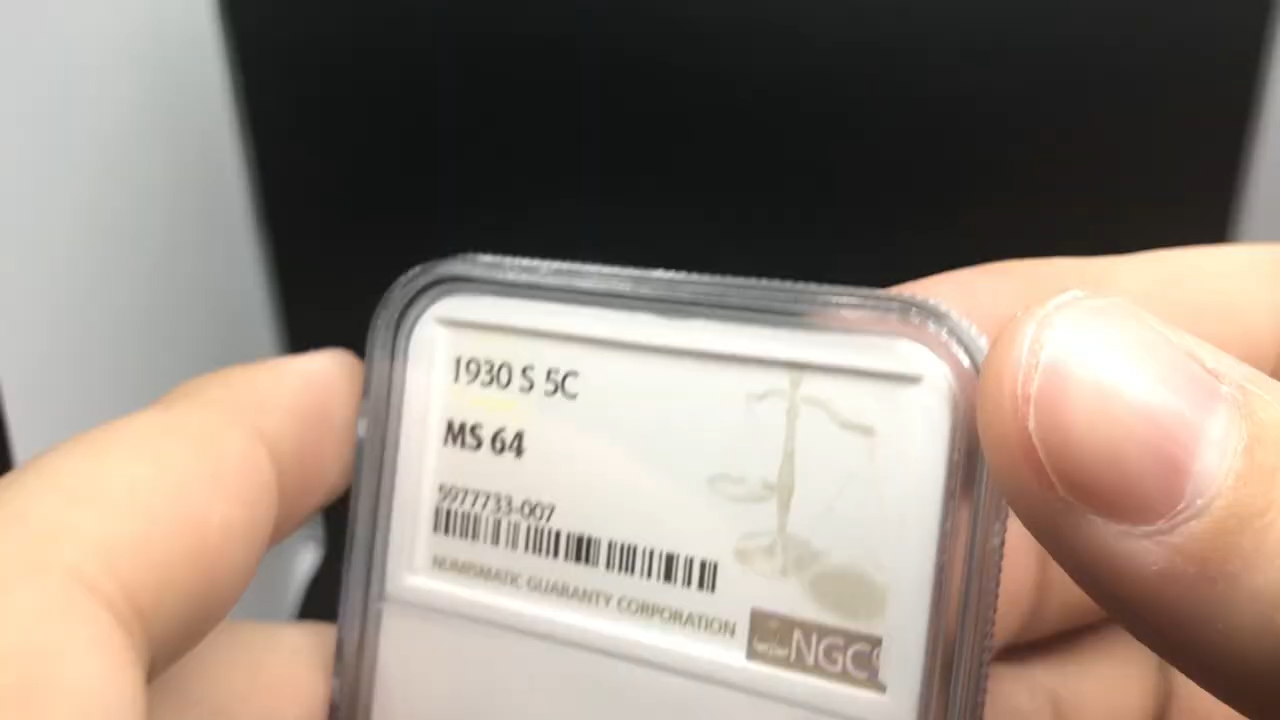 1930 S 5C
MS 64
5977733-007
NUMISMATIC GUARANTY CORPORATION
NGC